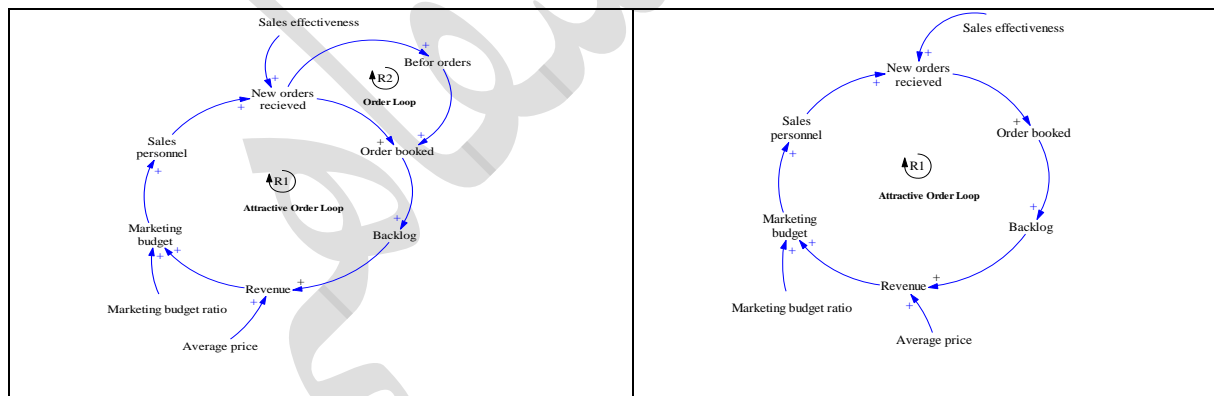 Sales effectiveness
+
+
Befor orders
R2
New orders
recieved
+
Order Loop
+
+
Order booked
Sales
personnel
+
R1
Attractive Order Loop
+
Backlog
Marketing
budget
+
+
+
Revenue
+
Marketing budget ratio
Average price
Sales effectiveness
+
New orders
recieved
+
+
Order booked
Sales
personnel
+
R1
Attractive Order Loop
+
Backlog
Marketing
budget
+
+
+
Revenue
+
Marketing budget ratio
Average price